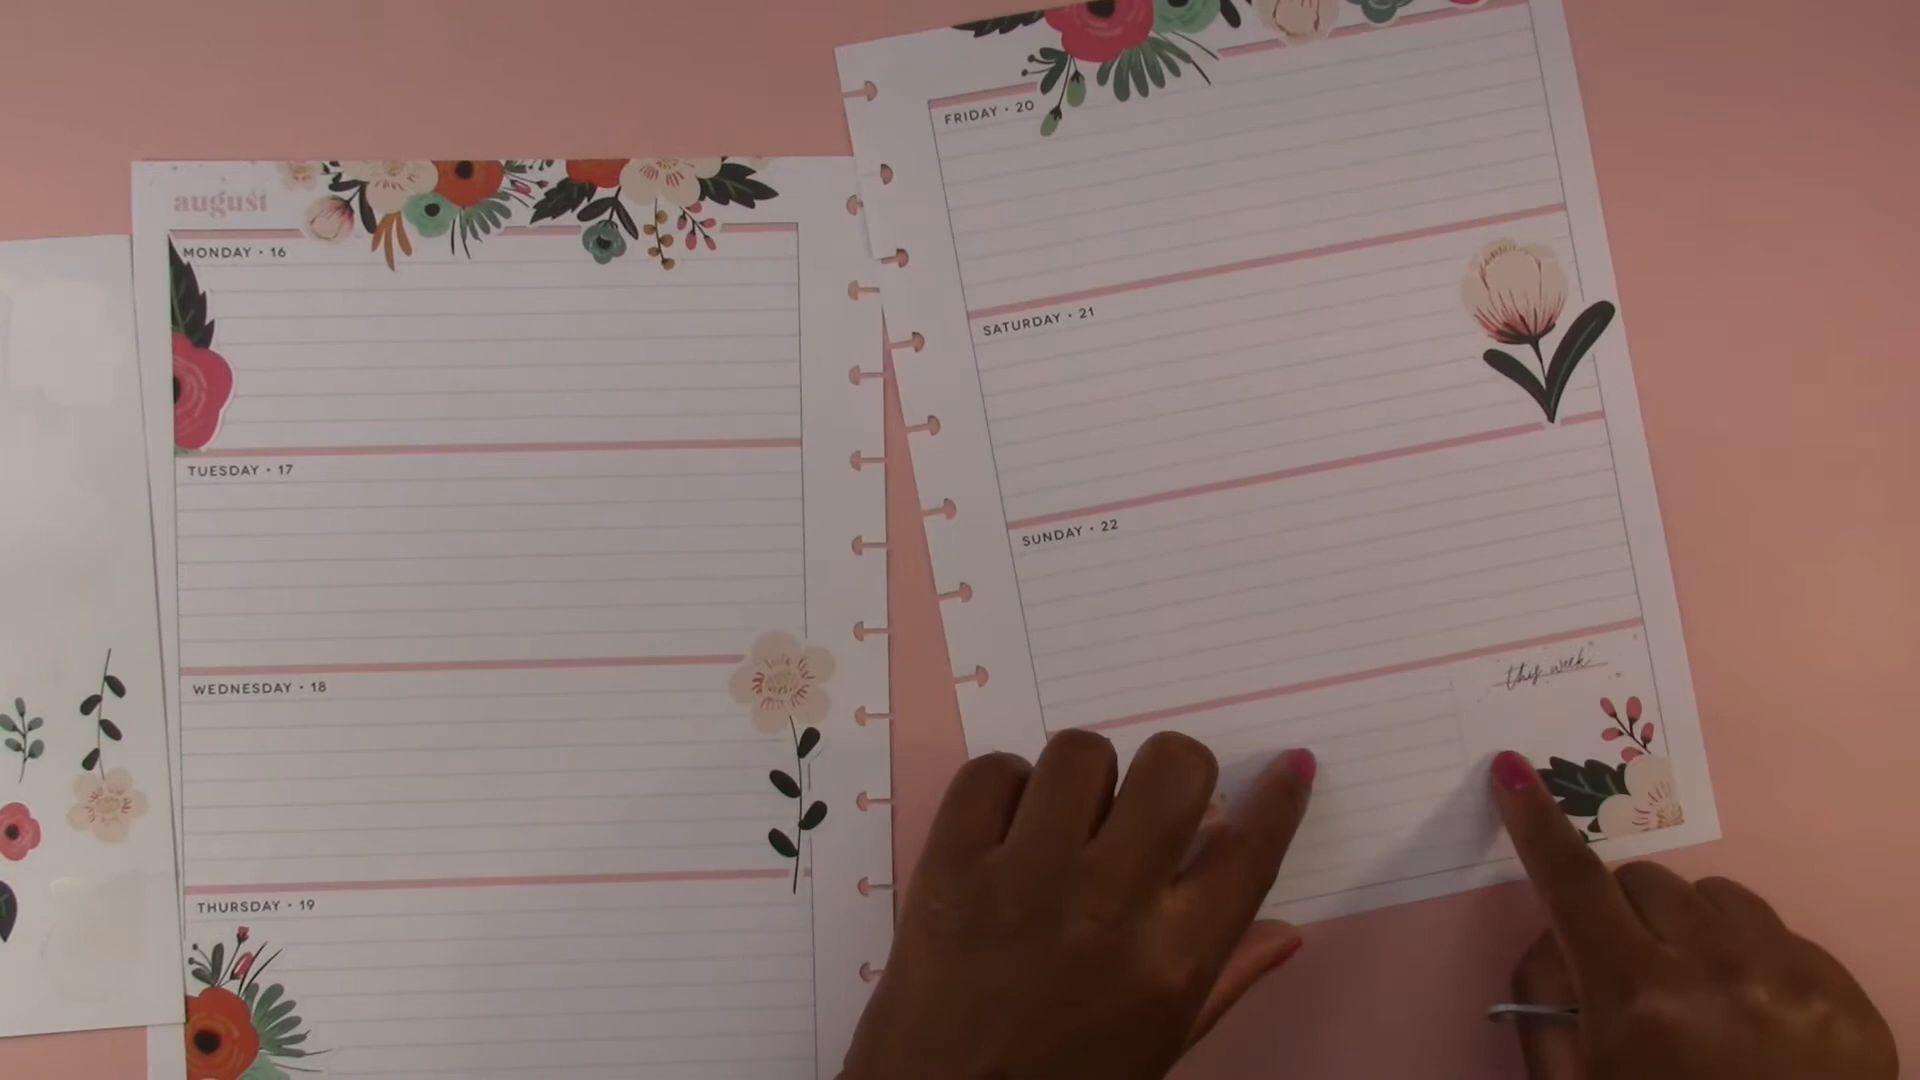 august
MONDAY • 16
TUESDAY • 17
WEDNESDAY • 18
THURSDAY • 19
FRIDAY • 20
SATURDAY • 21
SUNDAY • 22
this week